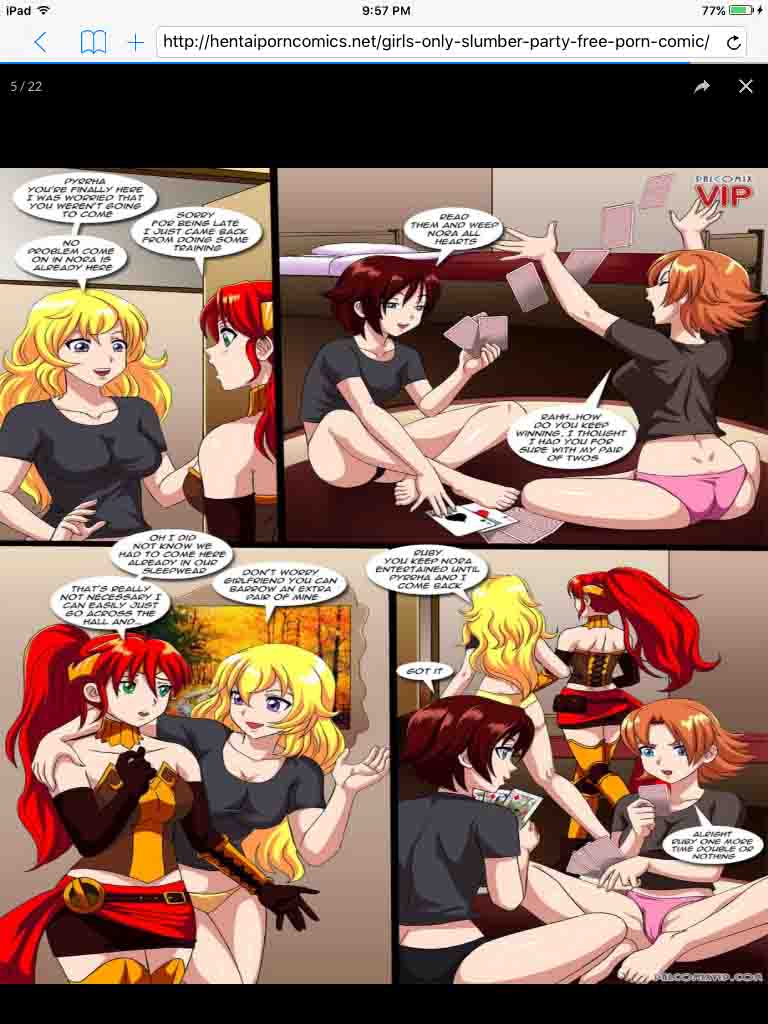 iPad 9:57 PM 77%
http://hentaiporncomics.net/girls-only-slumber-party-free-porn-comic/
5 / 22
PALCOMIX
VIP
PYRRHA
YOU'RE FINALLY HERE
I WAS WORRIED THAT
YOU WEREN'T GOING
TO COME
SORRY
FOR BEING LATE
I JUST CAME BACK
FROM DOING SOME
TRAINING
NO
PROBLEM COME
ON IN NORA IS
ALREADY HERE
READ
THEM AND WEEP
NORA ALL
HEARTS
RAHH...HOW
DO YOU KEEP
WINNING, I THOUGHT
I HAD YOU FOR
SURE WITH MY PAIR
OF TWOS
OH I DID
NOT KNOW WE
HAD TO COME HERE
ALREADY IN OUR
SLEEPWEAR
THAT'S REALLY
NOT NECESSARY I
CAN EASILY JUST
GO ACROSS THE
HALL AND...
DON'T WORRY
GIRLFRIEND YOU CAN
BARROW AN EXTRA
PAIR OF MINE
RUBY
YOU KEEP NORA
ENTERTAINED UNTIL
PYRRHA AND I
COME BACK
GOT IT
ALRIGHT
RUBY ONE MORE
TIME DOUBLE OR
NOTHING
PALCOMIXVIP.COM